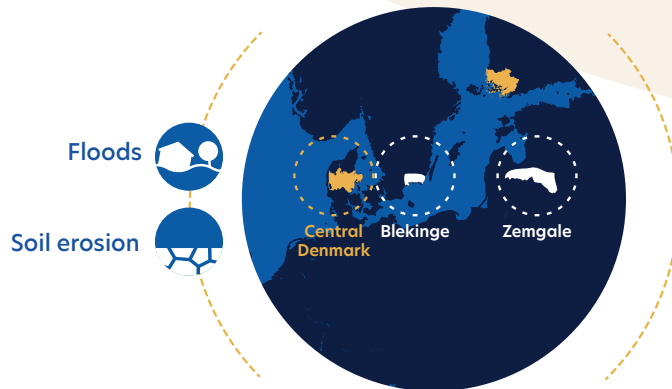 Floods
Soil erosion
Central
Denmark
Blekinge
Zemgale